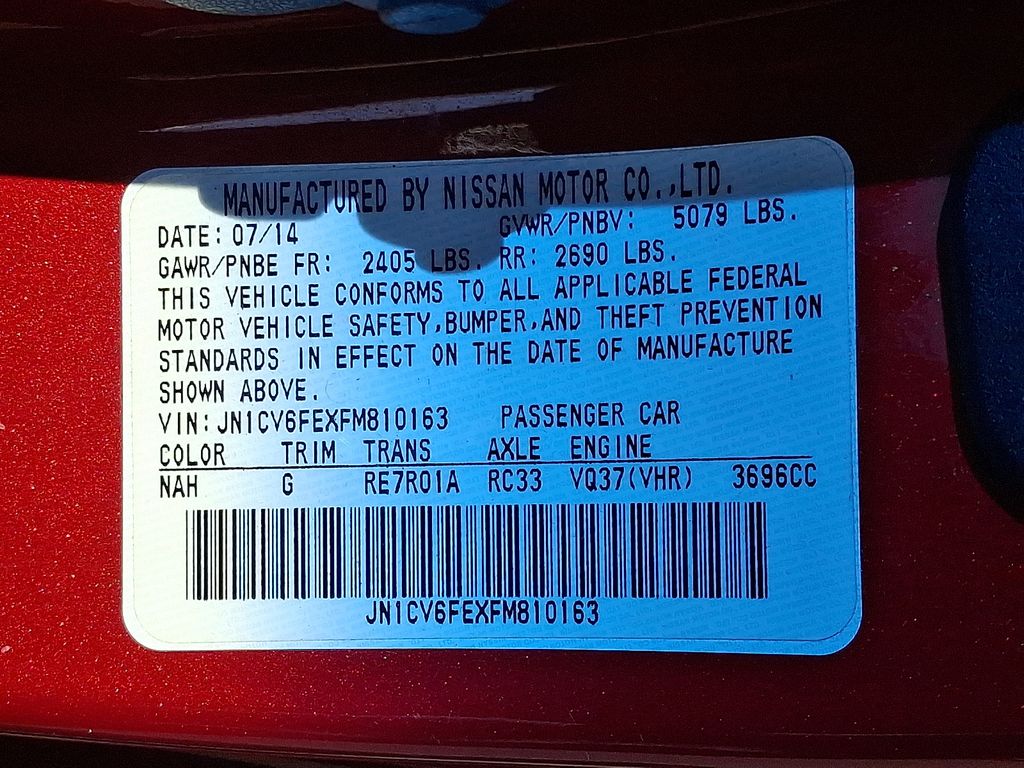 MANUFACTURED BY NISSAN MOTOR CO.,LTD.
DATE: 07/14 GVWR/PNBV: 5079 LBS.
GAWR/PNBE FR: 2405 LBS. RR: 2690 LBS.
THIS VEHICLE CONFORMS TO ALL APPLICABLE FEDERAL
MOTOR VEHICLE SAFETY,BUMPER,AND THEFT PREVENTION
STANDARDS IN EFFECT ON THE DATE OF MANUFACTURE
SHOWN ABOVE.
VIN:JN1CV6FEXFM810163 PASSENGER CAR
COLOR TRIM TRANS AXLE ENGINE
NAH G RE7R01A RC33 VQ37(VHR) 3696CC
JN1CV6FEXFM810163